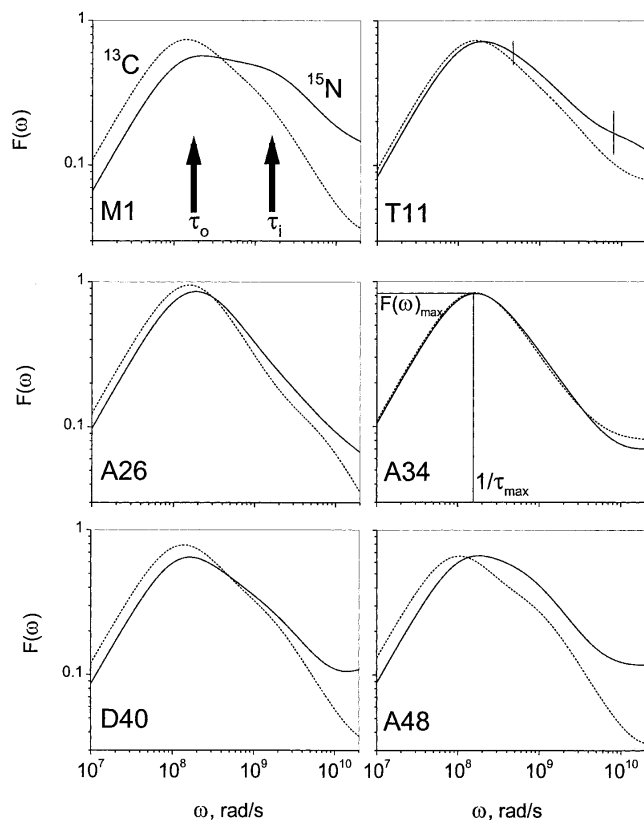 1
¹³C
¹⁵N
F(ω)
0.1
τₒ
τᵢ
M1
T11
1
F(ω)
0.1
A26
F(ω)max
1/τmax
A34
1
F(ω)
0.1
D40
A48
10⁷
10⁸
10⁹
10¹⁰
10⁷
10⁸
10⁹
10¹⁰
ω, rad/s
ω, rad/s